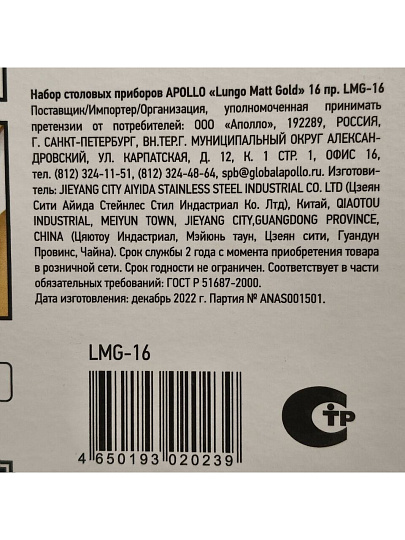 Набор столовых приборов APOLLO «Lungo Matt Gold» 16 пр. LMG-16
Поставщик/Импортер/Организация, уполномоченная принимать
претензии от потребителей: ООО «Аполло», 192289, РОССИЯ,
Г. САНКТ-ПЕТЕРБУРГ, ВН.ТЕР.Г. МУНИЦИПАЛЬНЫЙ ОКРУГ АЛЕКСАН-
ДРОВСКИЙ, УЛ. КАРПАТСКАЯ, Д. 12, К. 1 СТР. 1, ОФИС 16,
тел. (812) 324-11-51, (812) 324-48-64, spb@globalapollo.ru. Изготови-
тель: JIEYANG CITY AIYIDA STAINLESS STEEL INDUSTRIAL CO. LTD (Цзеян
Сити Айида Стейнлес Стил Индастриал Ко. Лтд), Китай, QIAOTOU
INDUSTRIAL, MEIYUN TOWN, JIEYANG CITY,GUANGDONG PROVINCE,
CHINA (Цяютоу Индастриал, Мэйюнь таун, Цзеян сити, Гуандун
Провинс, Чайна). Срок службы 2 года с момента приобретения товара
в розничной сети. Срок годности не ограничен. Соответствует в части
обязательных требований: ГОСТ Р 51687-2000.
Дата изготовления: декабрь 2022 г. Партия № ANAS001501.
LMG-16
4 650193 020239
СТР